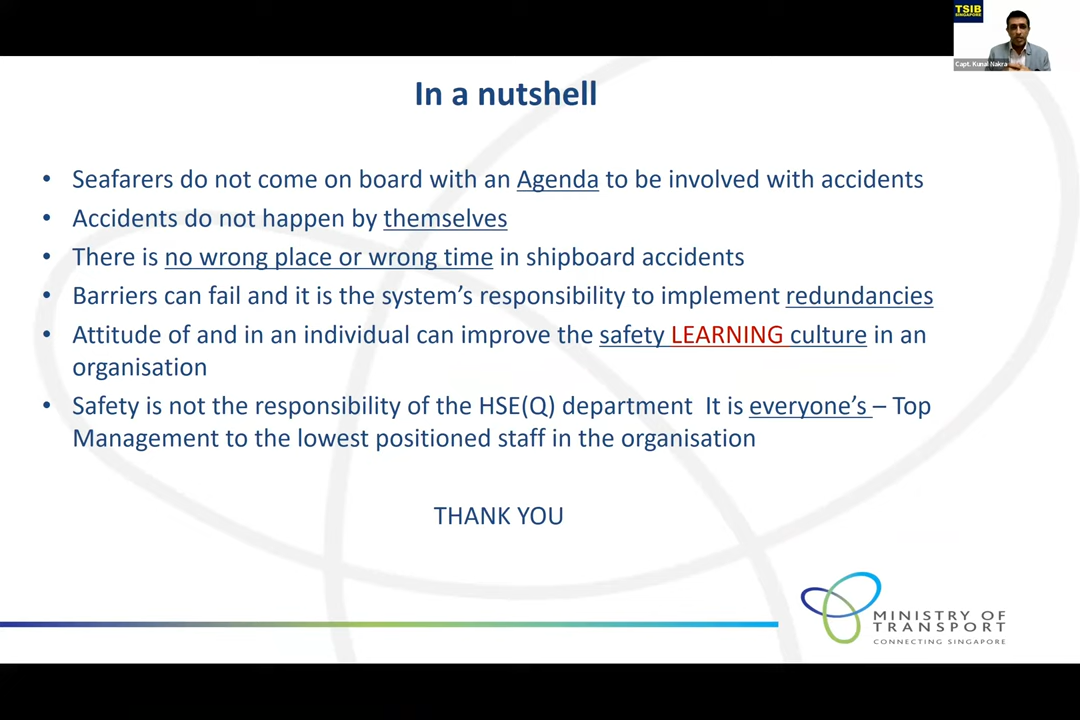 TSIB
SINGAPORE
Capt. Kunal Nakra
In a nutshell
• Seafarers do not come on board with an Agenda to be involved with accidents
• Accidents do not happen by themselves
• There is no wrong place or wrong time in shipboard accidents
• Barriers can fail and it is the system's responsibility to implement redundancies
• Attitude of and in an individual can improve the safety LEARNING culture in an
organisation
• Safety is not the responsibility of the HSE(Q) department It is everyone's – Top
Management to the lowest positioned staff in the organisation
THANK YOU
MINISTRY OF
TRANSPORT
CONNECTING SINGAPORE